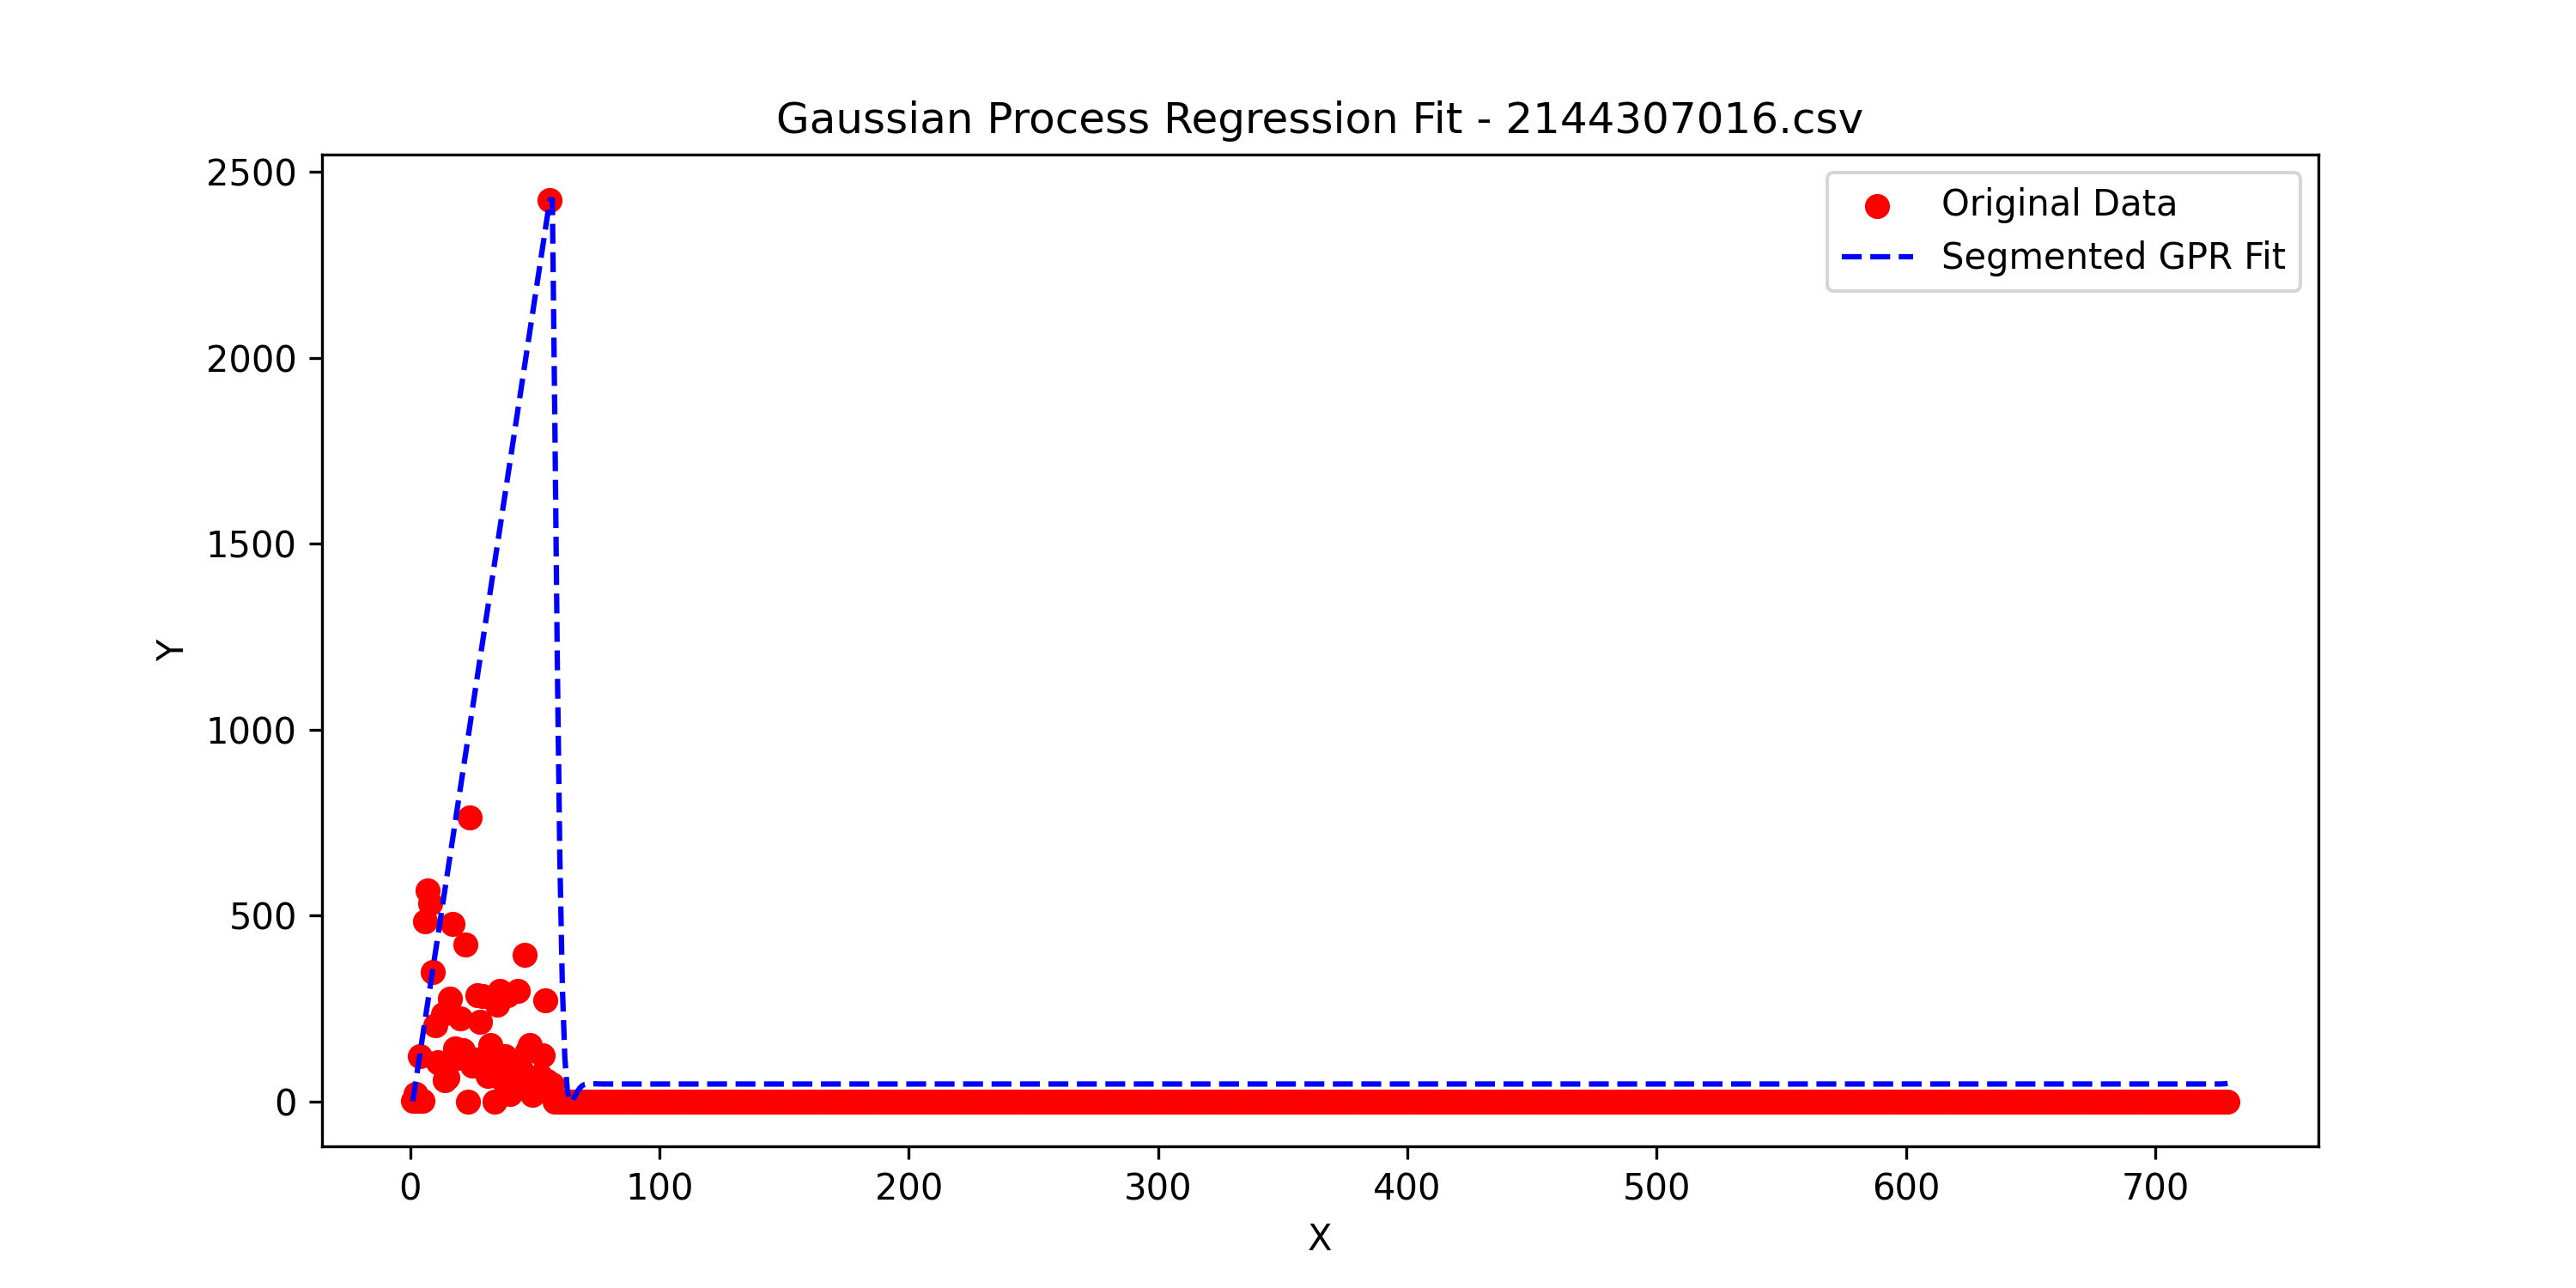 Gaussian Process Regression Fit - 2144307016.csv
Original Data
Segmented GPR Fit
2500
2000
1500
1000
500
0
Y
0 100 200 300 400 500 600 700
X